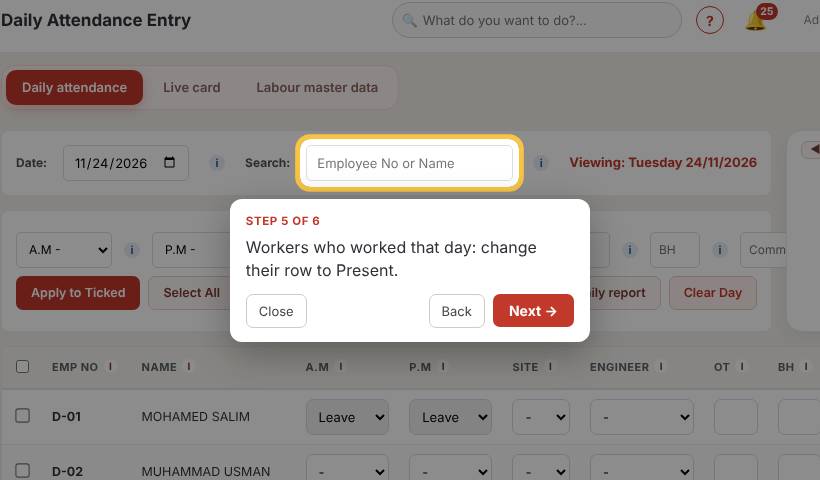 Daily Attendance Entry
What do you want to do?...
?
25
Ad
Daily attendance
Live card
Labour master data
Date:
11/24/2026
i
Search:
Employee No or Name
i
Viewing: Tuesday 24/11/2026
STEP 5 OF 6
Workers who worked that day: change
their row to Present.
Close
Back
Next →
A.M -
i
P.M -
i
BH
i
Comm
Apply to Ticked
Select All
ily report
Clear Day
EMP NO i
NAME i
A.M i
P.M i
SITE i
ENGINEER i
OT i
BH i
D-01
MOHAMED SALIM
Leave
Leave
-
-
D-02
MUHAMMAD USMAN
-
-
-
-